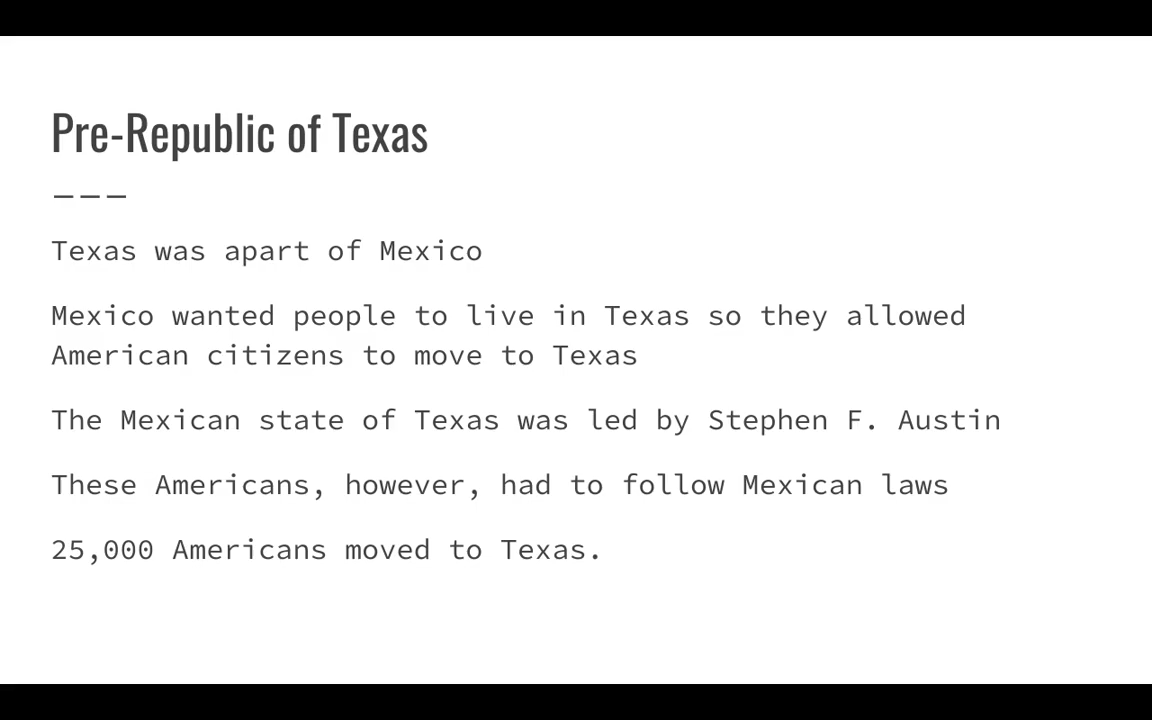 Pre-Republic of Texas
———
Texas was apart of Mexico
Mexico wanted people to live in Texas so they allowed
American citizens to move to Texas
The Mexican state of Texas was led by Stephen F. Austin
These Americans, however, had to follow Mexican laws
25,000 Americans moved to Texas.